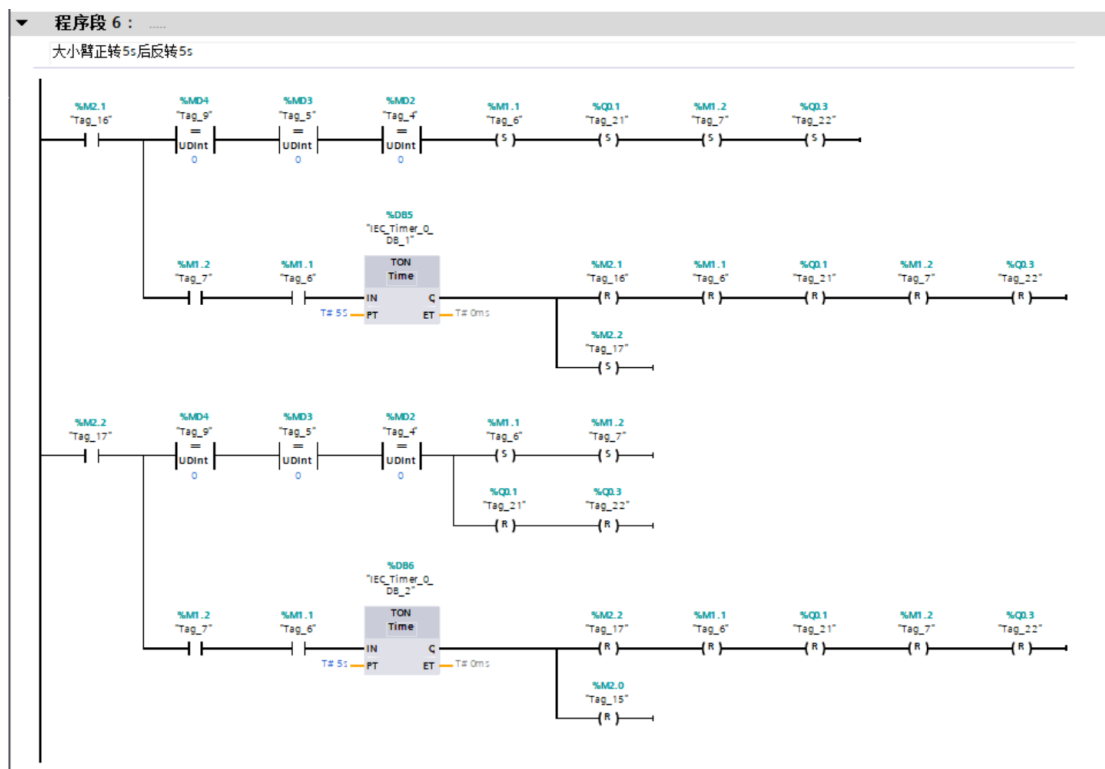 程序段 6： .....
大小臂正转5s后反转5s
%M2.1 %MD4 %MD3 %MD2 %M1.1 %Q0.1 %M1.2 %Q0.3
"Tag_16" "Tag_9" "Tag_5" "Tag_4" "Tag_6" "Tag_21" "Tag_7" "Tag_22"
== == == S S S S
UDInt UDInt UDInt
0 0 0
%DB5
"IEC_Timer_0_
DB_1"
%M1.2 %M1.1 TON %M2.1 %M1.1 %Q0.1 %M1.2 %Q0.3
"Tag_7" "Tag_6" Time "Tag_16" "Tag_6" "Tag_21" "Tag_7" "Tag_22"
IN Q R R R R R
T# 5S PT ET T# 0ms
%M2.2
"Tag_17"
S
%M2.2 %MD4 %MD3 %MD2 %M1.1 %M1.2
"Tag_17" "Tag_9" "Tag_5" "Tag_4" "Tag_6" "Tag_7"
== == == S S
UDInt UDInt UDInt
0 0 0
%Q0.1 %Q0.3
"Tag_21" "Tag_22"
R R
%DB6
"IEC_Timer_0_
DB_2"
%M1.2 %M1.1 TON %M2.2 %M1.1 %Q0.1 %M1.2 %Q0.3
"Tag_7" "Tag_6" Time "Tag_17" "Tag_6" "Tag_21" "Tag_7" "Tag_22"
IN Q R R R R R
T# 5s PT ET T# 0ms
%M2.0
"Tag_15"
R